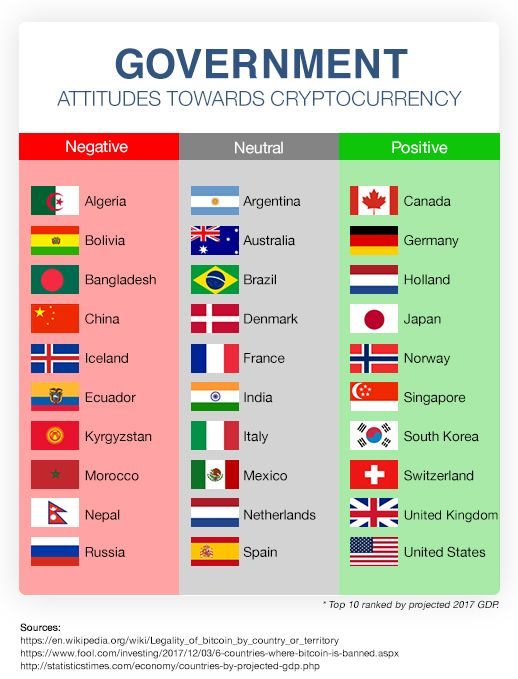 GOVERNMENT
ATTITUDES TOWARDS CRYPTOCURRENCY
Negative Neutral Positive
Algeria Argentina Canada
Bolivia Australia Germany
Bangladesh Brazil Holland
China Denmark Japan
Iceland France Norway
Ecuador India Singapore
Kyrgyzstan Italy South Korea
Morocco Mexico Switzerland
Nepal Netherlands United Kingdom
Russia Spain United States
* Top 10 ranked by projected 2017 GDP.
Sources:
https://en.wikipedia.org/wiki/Legality_of_bitcoin_by_country_or_territory
https://www.fool.com/investing/2017/12/03/6-countries-where-bitcoin-is-banned.aspx
http://statisticstimes.com/economy/countries-by-projected-gdp.php